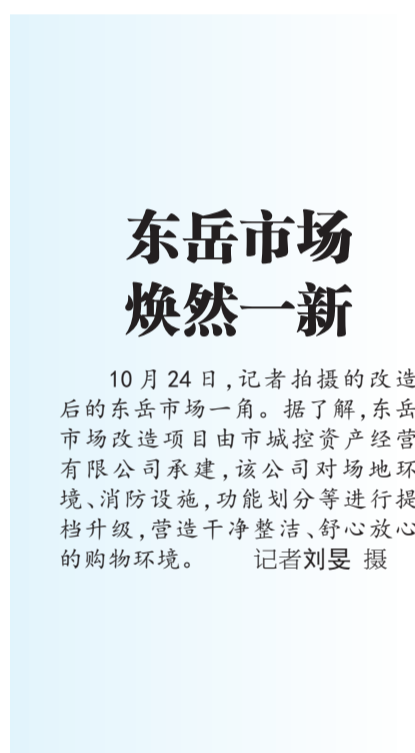 东岳市场
焕然一新
10月24日,记者拍摄的改造
后的东岳市场一角。据了解,东岳
市场改造项目由市城控资产经营
有限公司承建,该公司对场地环
境、消防设施,功能划分等进行提
档升级,营造干净整洁、舒心放心
的购物环境。 记者刘旻 摄